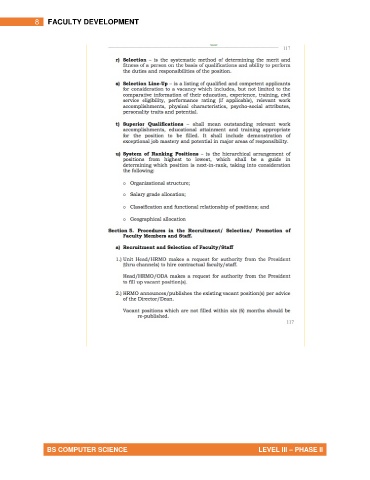 8 FACULTY DEVELOPMENT
117
r) Selection – is the systematic method of determining the merit and
fitness of a person on the basis of qualifications and ability to perform
the duties and responsibilities of the position.
s) Selection Line-Up – is a listing of qualified and competent applicants
for consideration to a vacancy which includes, but not limited to the
comparative information of their education, experience, training, civil
service eligibility, performance rating (if applicable), relevant work
accomplishments, physical characteristics, psycho-social attributes,
personality traits and potential.
t) Superior Qualifications – shall mean outstanding relevant work
accomplishments, educational attainment and training appropriate
for the position to be filled. It shall include demonstration of
exceptional job mastery and potential in major areas of responsibility.
u) System of Ranking Positions – is the hierarchical arrangement of
positions from highest to lowest, which shall be a guide in
determining which position is next-in-rank, taking into consideration
the following:
o Organizational structure;
o Salary grade allocation;
o Classification and functional relationship of positions; and
o Geographical allocation
Section 5. Procedures in the Recruitment/ Selection/ Promotion of
Faculty Members and Staff.
a) Recruitment and Selection of Faculty/Staff
1.) Unit Head/HRMO makes a request for authority from the President
(thru channels) to hire contractual faculty/staff.
Head/HRMO/ODA makes a request for authority from the President
to fill up vacant position(s).
2.) HRMO announces/publishes the existing vacant position(s) per advice
of the Director/Dean.
Vacant positions which are not filled within six (6) months should be
re-published.
117
BS COMPUTER SCIENCE LEVEL III – PHASE II